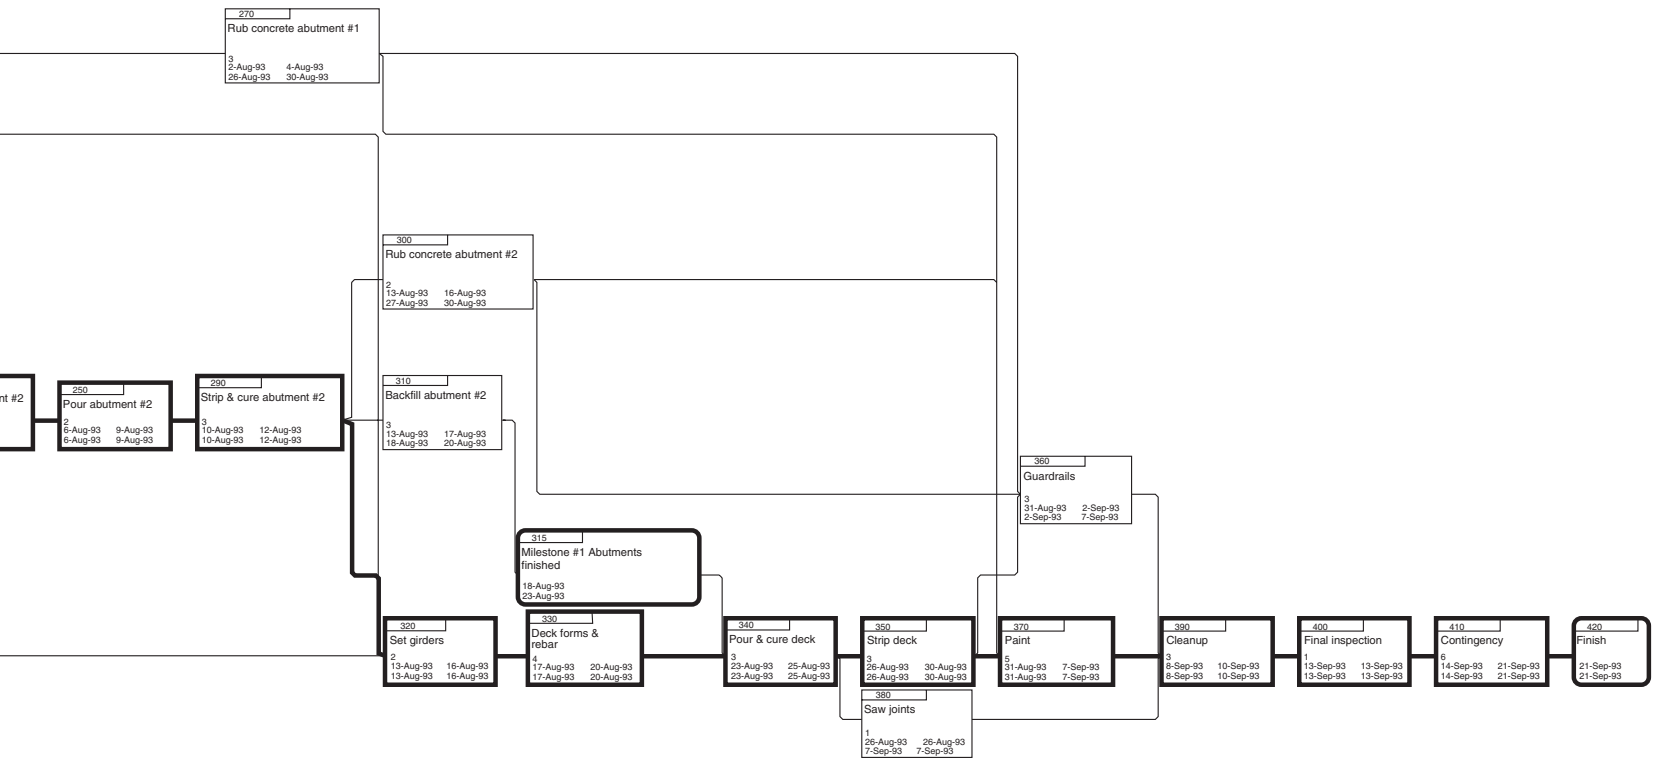 270
Rub concrete abutment #1
3
2-Aug-93 4-Aug-93
26-Aug-93 30-Aug-93
300
Rub concrete abutment #2
2
13-Aug-93 16-Aug-93
27-Aug-93 30-Aug-93
nt #2
250
Pour abutment #2
2
6-Aug-93 9-Aug-93
6-Aug-93 9-Aug-93
290
Strip & cure abutment #2
3
10-Aug-93 12-Aug-93
10-Aug-93 12-Aug-93
310
Backfill abutment #2
3
13-Aug-93 17-Aug-93
18-Aug-93 20-Aug-93
360
Guardrails
3
31-Aug-93 2-Sep-93
2-Sep-93 7-Sep-93
315
Milestone #1 Abutments
finished
18-Aug-93
23-Aug-93
320
Set girders
2
13-Aug-93 16-Aug-93
13-Aug-93 16-Aug-93
330
Deck forms &
rebar
4
17-Aug-93 20-Aug-93
17-Aug-93 20-Aug-93
340
Pour & cure deck
3
23-Aug-93 25-Aug-93
23-Aug-93 25-Aug-93
350
Strip deck
3
26-Aug-93 30-Aug-93
26-Aug-93 30-Aug-93
370
Paint
5
31-Aug-93 7-Sep-93
31-Aug-93 7-Sep-93
390
Cleanup
3
8-Sep-93 10-Sep-93
8-Sep-93 10-Sep-93
400
Final inspection
1
13-Sep-93 13-Sep-93
13-Sep-93 13-Sep-93
410
Contingency
6
14-Sep-93 21-Sep-93
14-Sep-93 21-Sep-93
420
Finish
21-Sep-93
21-Sep-93
380
Saw joints
1
26-Aug-93 26-Aug-93
7-Sep-93 7-Sep-93